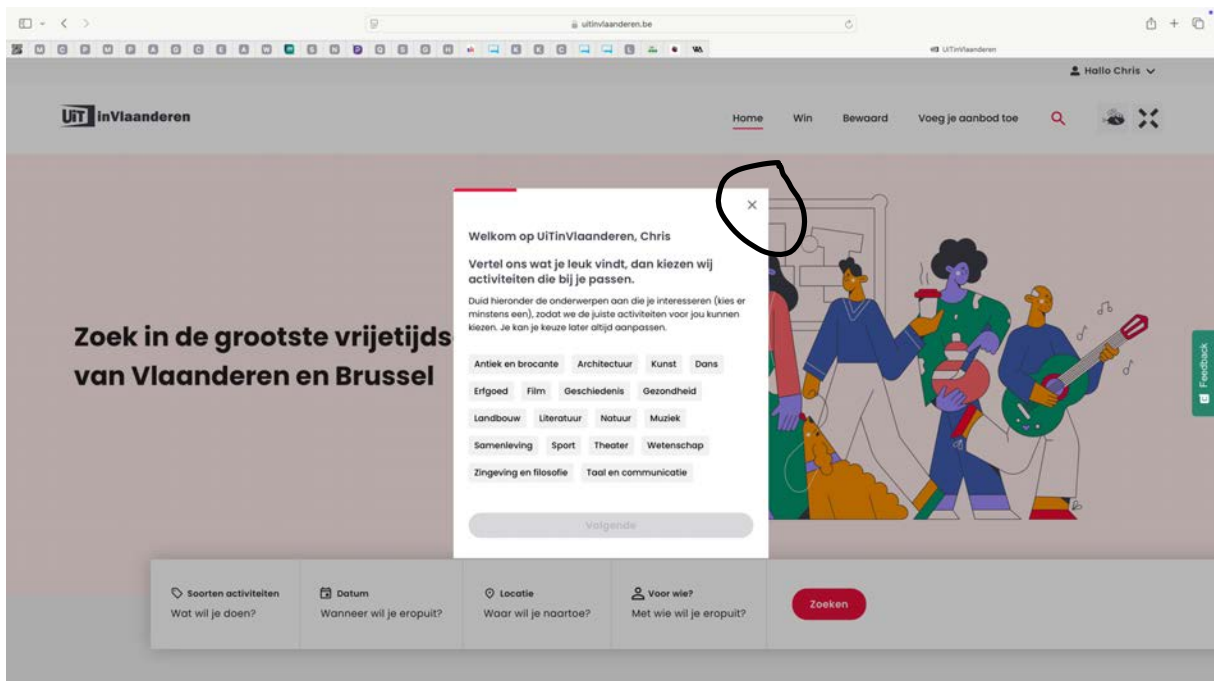 uitinvlaanderen.be
UiTinVlaanderen
Hallo Chris
UiT inVlaanderen
Home
Win
Bewaard
Voeg je aanbod toe
Welkom op UiTinVlaanderen, Chris
Vertel ons wat je leuk vindt, dan kiezen wij
activiteiten die bij je passen.
Duid hieronder de onderwerpen aan die je interesseren (kies er
minstens een), zodat we de juiste activiteiten voor jou kunnen
kiezen. Je kan je keuze later altijd aanpassen.
Antiek en brocante
Architectuur
Kunst
Dans
Erfgoed
Film
Geschiedenis
Gezondheid
Landbouw
Literatuur
Natuur
Muziek
Samenleving
Sport
Theater
Wetenschap
Zingeving en filosofie
Taal en communicatie
Volgende
Zoek in de grootste vrijetijds
van Vlaanderen en Brussel
Feedback
Soorten activiteiten
Wat wil je doen?
Datum
Wanneer wil je eropuit?
Locatie
Waar wil je naartoe?
Voor wie?
Met wie wil je eropuit?
Zoeken